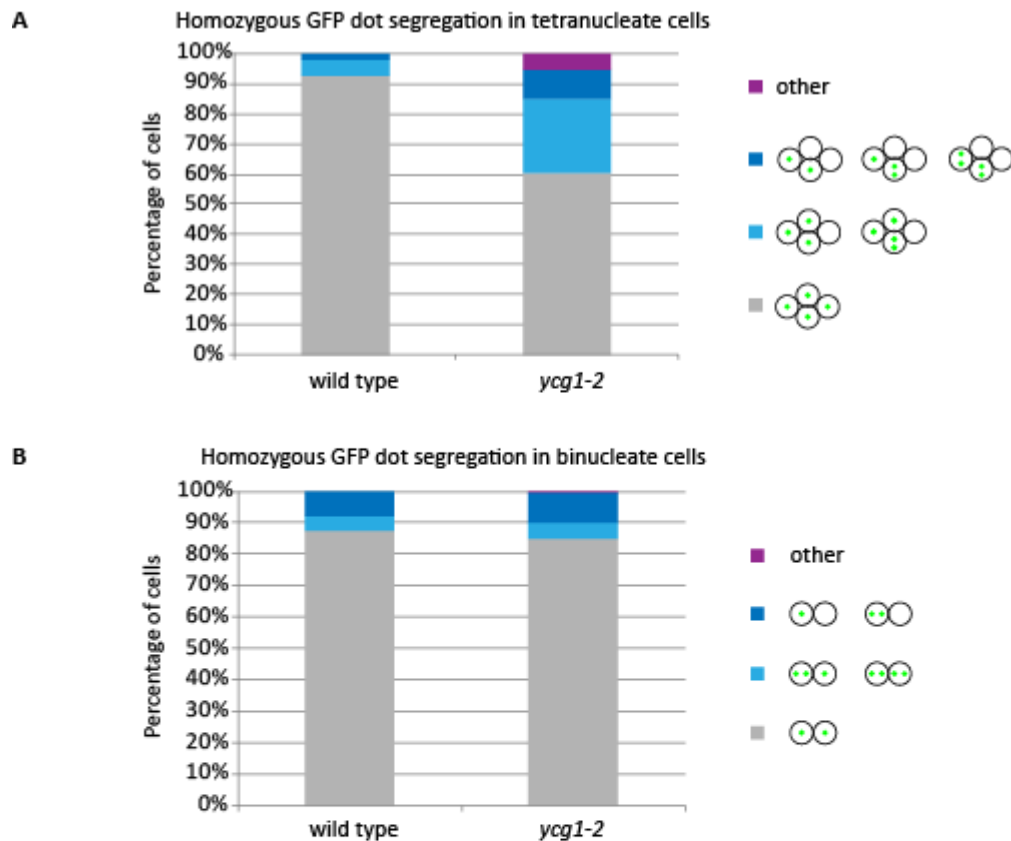 A
Homozygous GFP dot segregation in tetranucleate cells
Percentage of cells
100%
90%
80%
70%
60%
50%
40%
30%
20%
10%
0%
wild type
ycg1-2
other
B
Homozygous GFP dot segregation in binucleate cells
Percentage of cells
100%
90%
80%
70%
60%
50%
40%
30%
20%
10%
0%
wild type
ycg1-2
other